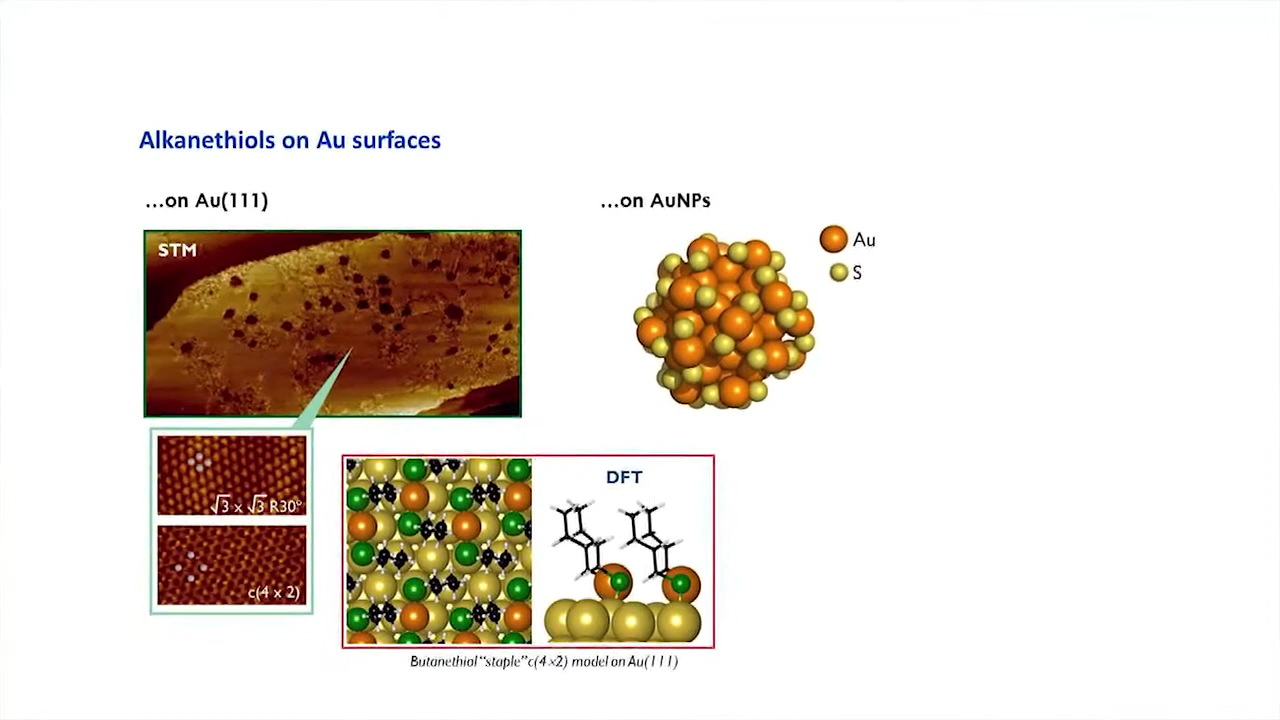 Alkanethiols on Au surfaces
...on Au(111)
...on AuNPs
STM
Au
S
√3 x √3 R30°
c(4 x 2)
DFT
Butanethiol "staple" c(4×2) model on Au(111)